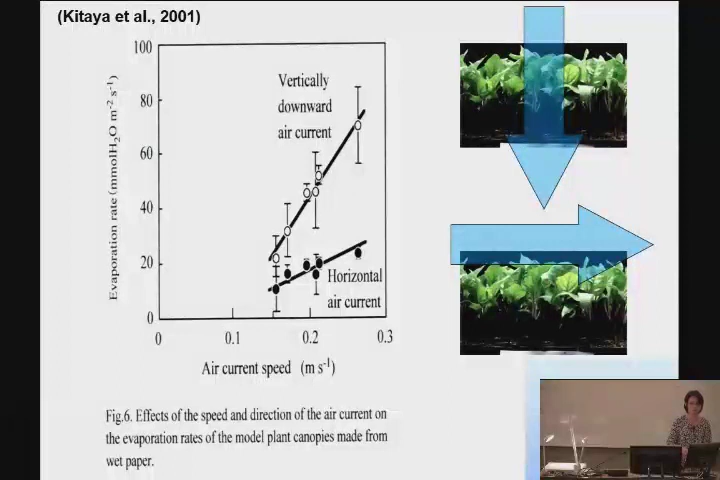 (Kitaya et al., 2001)
100
80
60
40
20
0
0
0.1
0.2
0.3
Evaporation rate (mmolH₂O m⁻² s⁻¹)
Vertically
downward
air current
Horizontal
air current
Air current speed (m s⁻¹)
Fig.6. Effects of the speed and direction of the air current on
the evaporation rates of the model plant canopies made from
wet paper.